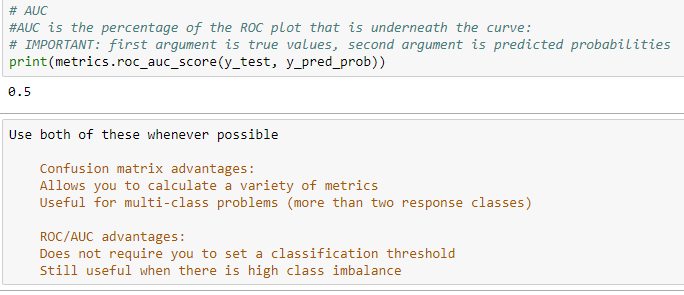 # AUC
#AUC is the percentage of the ROC plot that is underneath the curve:
# IMPORTANT: first argument is true values, second argument is predicted probabilities
print(metrics.roc_auc_score(y_test, y_pred_prob))
0.5
Use both of these whenever possible
Confusion matrix advantages:
Allows you to calculate a variety of metrics
Useful for multi-class problems (more than two response classes)
ROC/AUC advantages:
Does not require you to set a classification threshold
Still useful when there is high class imbalance